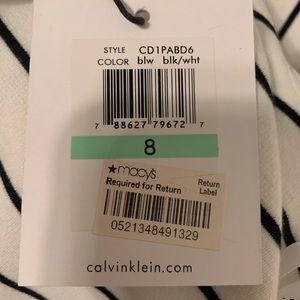 STYLE CD1PABD6
COLOR blw blk/wht
7 88627 79672 7
8
★macy's
Required for Return
Return
Label
0521348491329
calvinklein.com